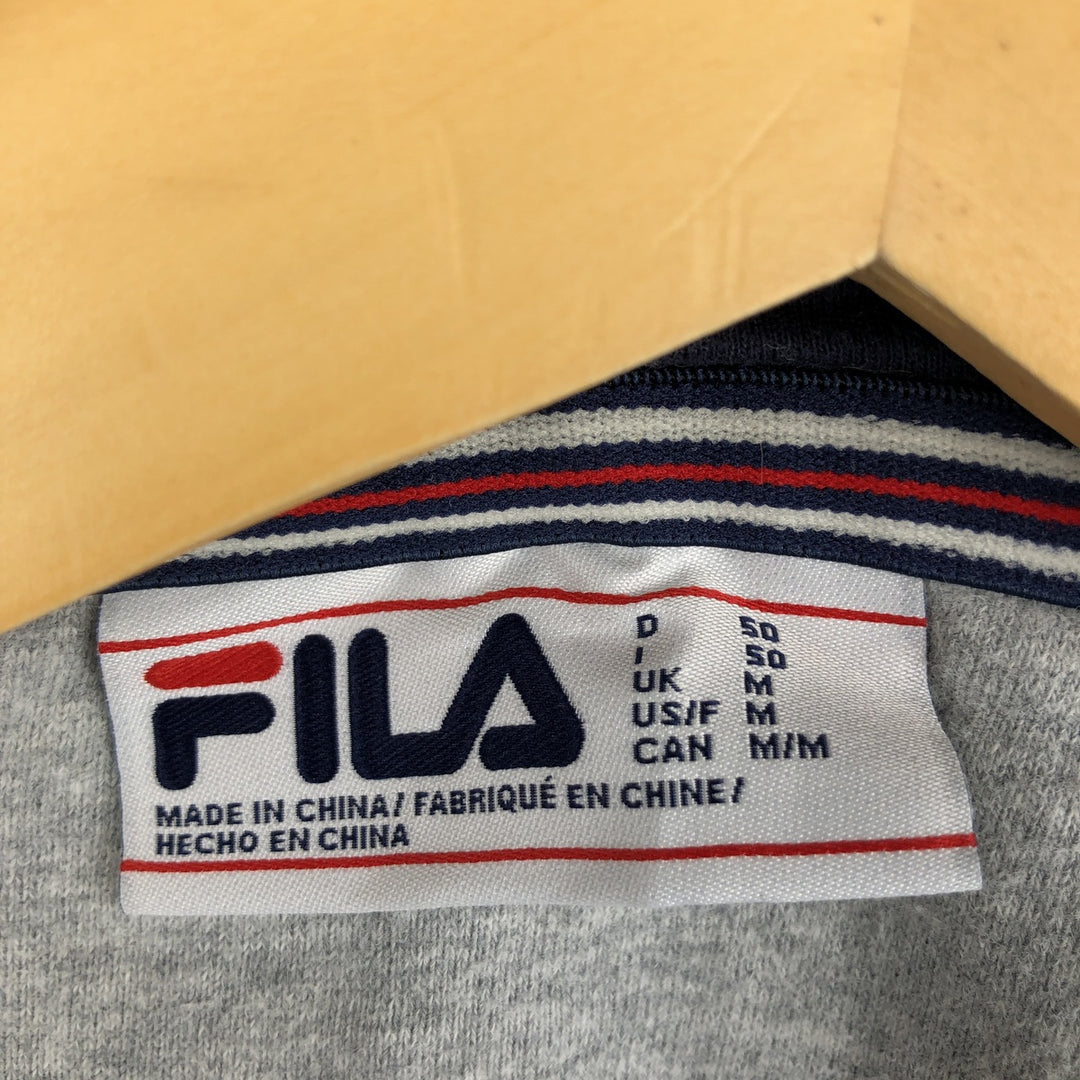 FILA
D 50
I 50
UK M
US/F M
CAN M/M
MADE IN CHINA/ FABRIQUÉ EN CHINE/
HECHO EN CHINA